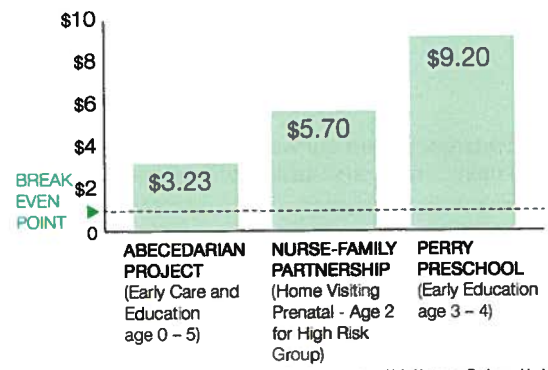 $10
$8
$6
$4
$2
0
BREAK
EVEN
POINT
$3.23
$5.70
$9.20
ABECEDARIAN
PROJECT
(Early Care and
Education
age 0 – 5)
NURSE-FAMILY
PARTNERSHIP
(Home Visiting
Prenatal - Age 2
for High Risk
Group)
PERRY
PRESCHOOL
(Early Education
age 3 – 4)